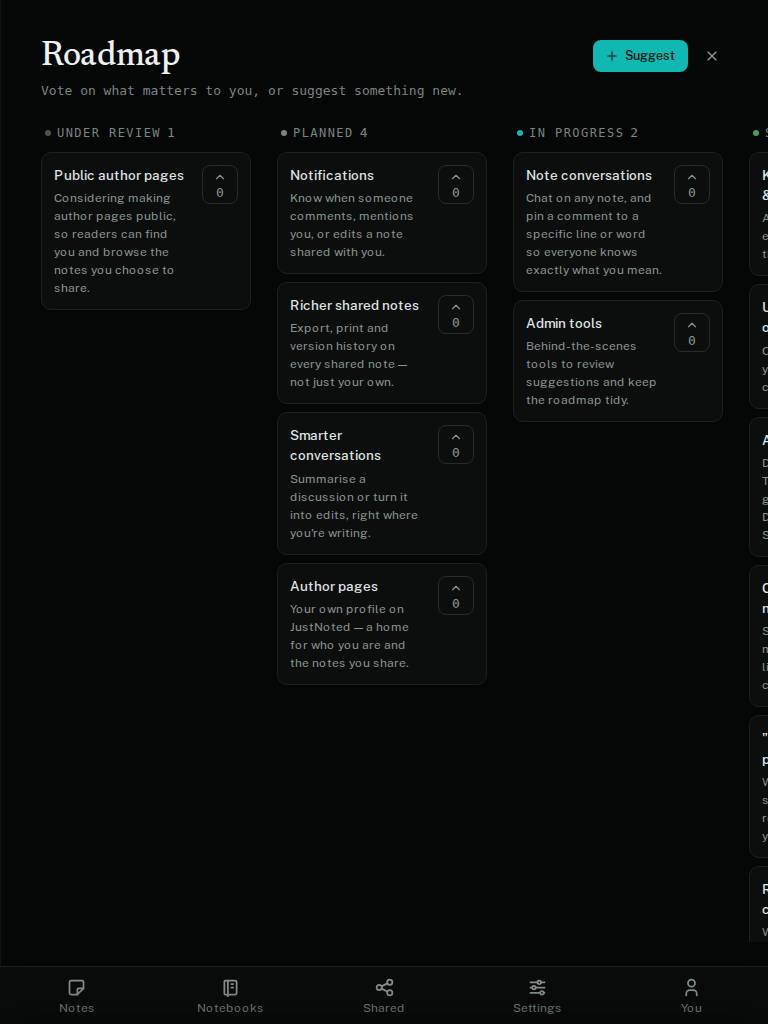 Roadmap
Suggest
Vote on what matters to you, or suggest something new.
UNDER REVIEW 1
Public author pages
0
Considering making
author pages public,
so readers can find
you and browse the
notes you choose to
share.
PLANNED 4
Notifications
0
Know when someone
comments, mentions
you, or edits a note
shared with you.
Richer shared notes
0
Export, print and
version history on
every shared note —
not just your own.
Smarter
conversations
0
Summarise a
discussion or turn it
into edits, right where
you're writing.
Author pages
0
Your own profile on
JustNoted — a home
for who you are and
the notes you share.
IN PROGRESS 2
Note conversations
0
Chat on any note, and
pin a comment to a
specific line or word
so everyone knows
exactly what you mean.
Admin tools
0
Behind-the-scenes
tools to review
suggestions and keep
the roadmap tidy.
Notes
Notebooks
Shared
Settings
You